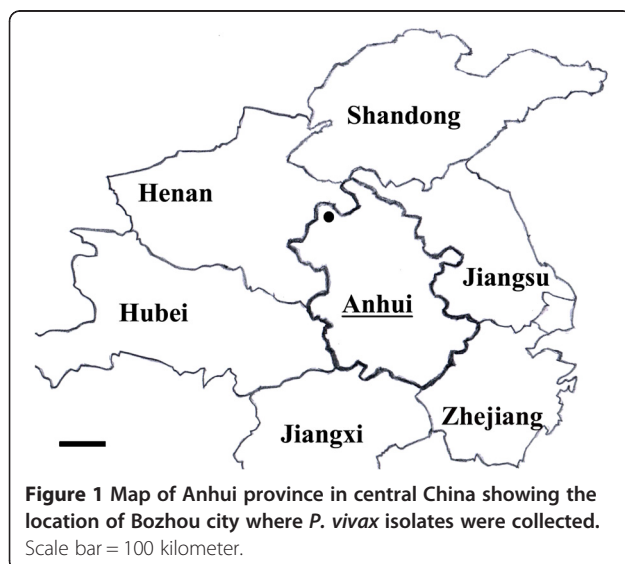 Shandong
Henan
Jiangsu
Anhui
Hubei
Zhejiang
Jiangxi
Figure 1 Map of Anhui province in central China showing the
location of Bozhou city where P. vivax isolates were collected.
Scale bar = 100 kilometer.